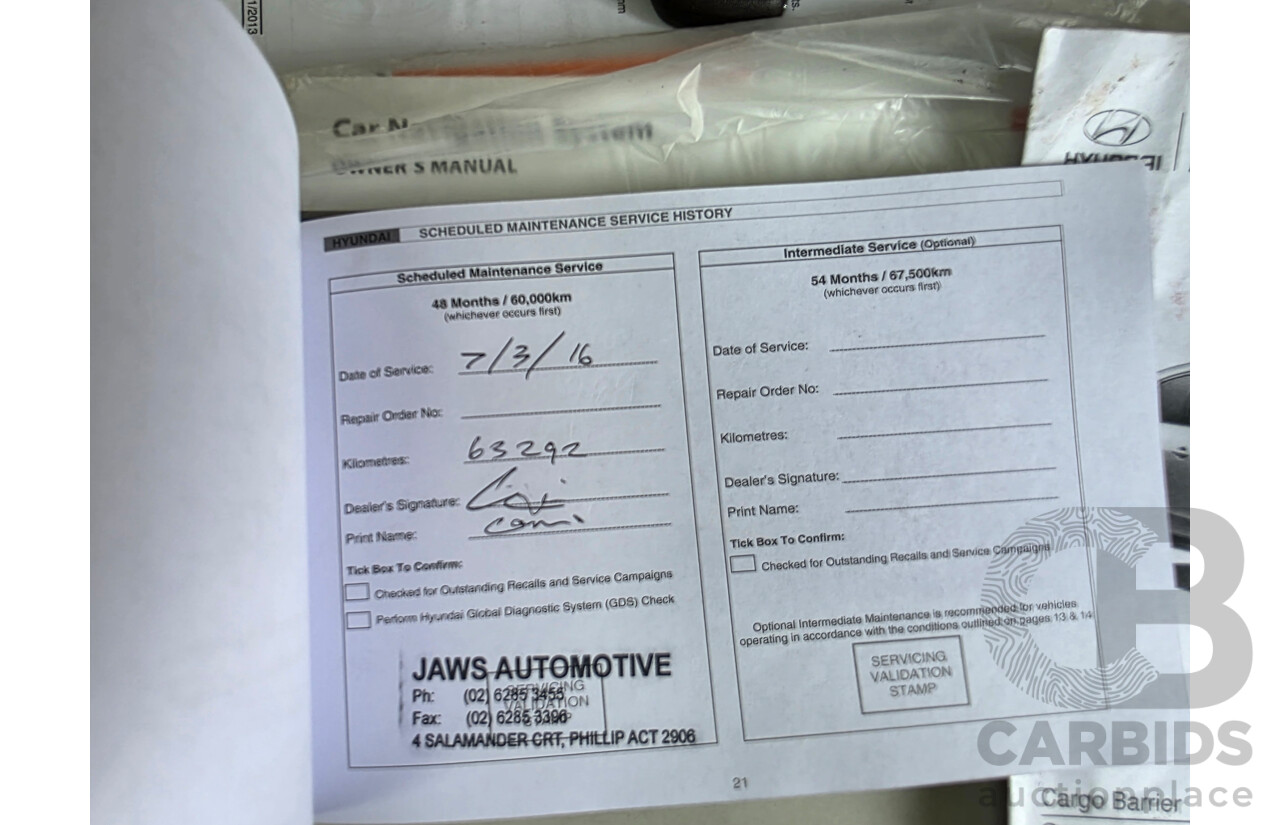 1/2013
Car Navigation System
OWNER'S MANUAL
HYUNDAI
HYUNDAI SCHEDULED MAINTENANCE SERVICE HISTORY
Scheduled Maintenance Service
48 Months / 60,000km
(whichever occurs first)
Date of Service: 7/3/16
Repair Order No:
Kilometres: 63292
Dealer's Signature:
Print Name:
Tick Box To Confirm:
Checked for Outstanding Recalls and Service Campaigns
Perform Hyundai Global Diagnostic System (GDS) Check
SERVICING
VALIDATION
STAMP
JAWS AUTOMOTIVE
Ph: (02) 6285 3455
Fax: (02) 6285 3396
4 SALAMANDER CRT, PHILLIP ACT 2906
Intermediate Service (Optional)
54 Months / 67,500km
(whichever occurs first)
Date of Service:
Repair Order No:
Kilometres:
Dealer's Signature:
Print Name:
Tick Box To Confirm:
Checked for Outstanding Recalls and Service Campaigns
Optional Intermediate Maintenance is recommended for vehicles
operating in accordance with the conditions outlined on pages 13 & 14
SERVICING
VALIDATION
STAMP
21
Cargo Barrier
CB
CARBIDS
auctionplace